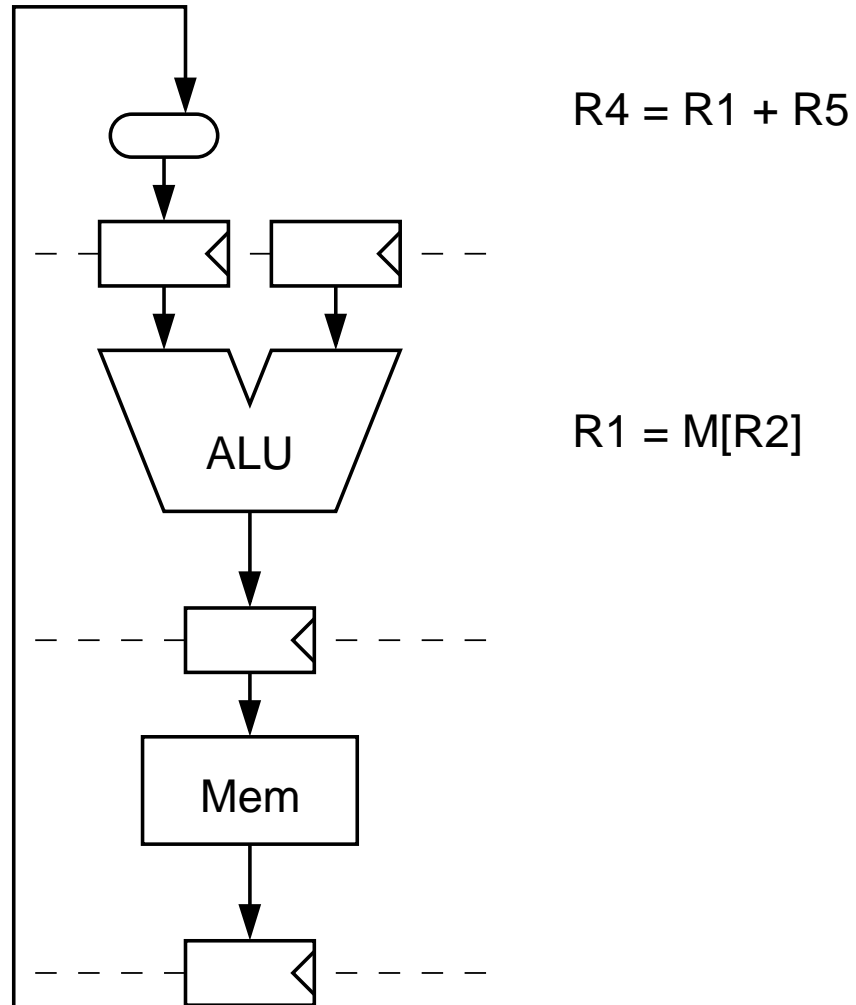 R4 = R1 + R5
ALU
R1 = M[R2]
Mem